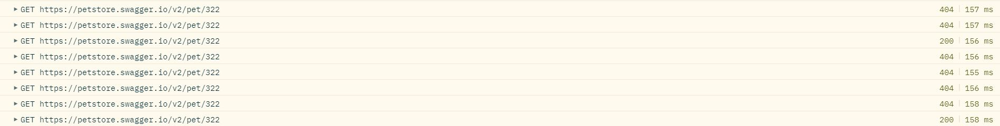 GET https://petstore.swagger.io/v2/pet/322 404 157 ms
GET https://petstore.swagger.io/v2/pet/322 404 157 ms
GET https://petstore.swagger.io/v2/pet/322 200 156 ms
GET https://petstore.swagger.io/v2/pet/322 404 156 ms
GET https://petstore.swagger.io/v2/pet/322 404 155 ms
GET https://petstore.swagger.io/v2/pet/322 404 156 ms
GET https://petstore.swagger.io/v2/pet/322 404 158 ms
GET https://petstore.swagger.io/v2/pet/322 200 158 ms